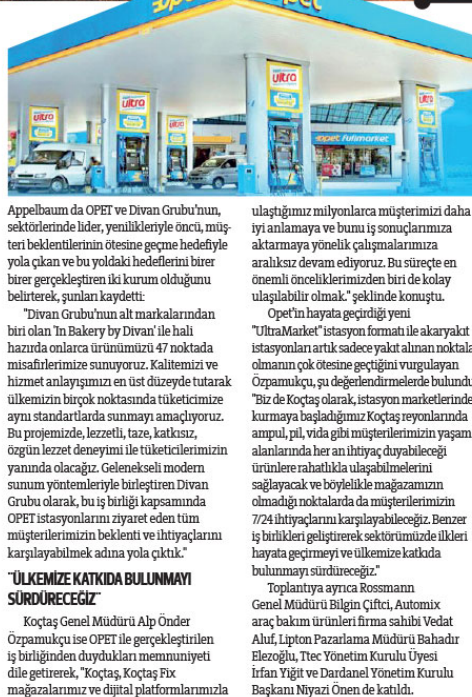 opet
ultra
ultra
ultra
ultra
opet fullmarket
Appelbaum da OPET ve Divan Grubu'nun,
sektörlerinde lider, yenilikleriyle öncü, müş-
teri beklentilerinin ötesine geçme hedefiyle
yola çıkan ve bu yoldaki hedeflerini birer
birer gerçekleştiren iki kurum olduğunu
belirterek, şunları kaydetti:
"Divan Grubu'nun alt markalarından
biri olan 'In Bakery by Divan' ile hali
hazırda onlarca ürünümüzü 47 noktada
misafirlerimize sunuyoruz. Kalitemizi ve
hizmet anlayışımızı en üst düzeyde tutarak
ülkemizin birçok noktasında tüketicimize
aynı standartlarda sunmayı amaçlıyoruz.
Bu projemizde, lezzetli, taze, katkısız,
özgün lezzet deneyimi ile tüketicilerimizin
yanında olacağız. Gelenekseli modern
sunum yöntemleriyle birleştiren Divan
Grubu olarak, bu iş birliği kapsamında
OPET istasyonlarını ziyaret eden tüm
müşterilerimizin beklenti ve ihtiyaçlarını
karşılayabilmek adına yola çıktık."
"ÜLKEMİZE KATKIDA BULUNMAYI
SÜRDÜRECEĞİZ"
Koçtaş Genel Müdürü Alp Önder
Özpamukçu ise OPET ile gerçekleştirilen
iş birliğinden duydukları memnuniyeti
dile getirerek, "Koçtaş, Koçtaş Fix
mağazalarımız ve dijital platformlarımızla
ulaştığımız milyonlarca müşterimizi daha
iyi anlamaya ve bunu iş sonuçlarımıza
aktarmaya yönelik çalışmalarımıza
aralıksız devam ediyoruz. Bu süreçte en
önemli önceliklerimizden biri de kolay
ulaşılabilir olmak." şeklinde konuştu.
Opet'in hayata geçirdiği yeni
"UltraMarket" istasyon formatı ile akaryakıt
istasyonları artık sadece yakıt alınan noktala
olmanın çok ötesine geçtiğini vurgulayan
Özpamukçu, şu değerlendirmelerde bulundu
"Biz de Koçtaş olarak, istasyon marketlerinde
kurmaya başladığımız Koçtaş reyonlarında
ampul, pil, vida gibi müşterilerimizin yaşam
alanlarında her an ihtiyaç duyabileceği
ürünlere rahatlıkla ulaşabilmelerini
sağlayacak ve böylelikle mağazamızın
olmadığı noktalarda da müşterilerimizin
7/24 ihtiyaçlarını karşılayabileceğiz. Benzer
iş birlikleri geliştirerek sektörümüzde ilkleri
hayata geçirmeyi ve ülkemize katkıda
bulunmayı sürdüreceğiz."
Toplantıya ayrıca Rossmann
Genel Müdürü Bilgin Çiftci, Automix
araç bakım ürünleri firma sahibi Vedat
Aluf, Lipton Pazarlama Müdürü Bahadır
Elezoğlu, Ttec Yönetim Kurulu Üyesi
İrfan Yiğit ve Dardanel Yönetim Kurulu
Başkanı Niyazi Önen de katıldı.